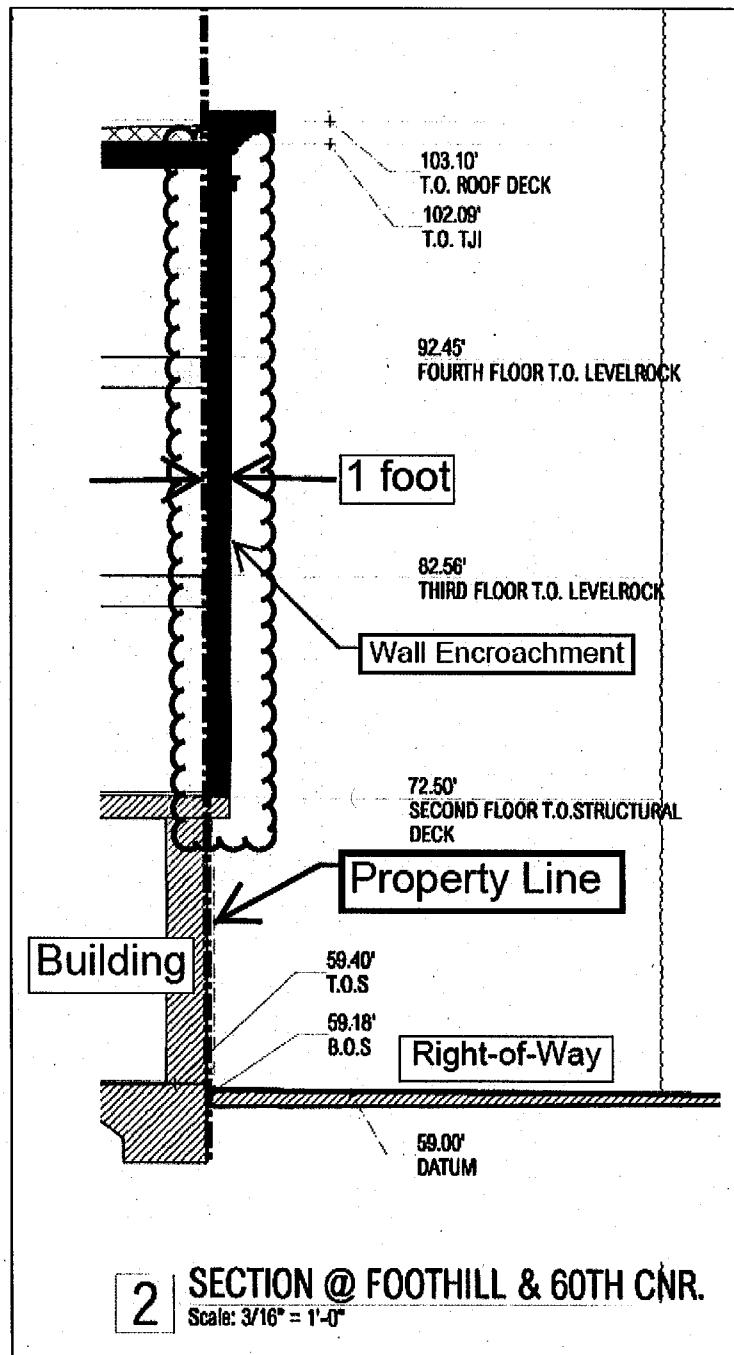 103.10'
T.O. ROOF DECK
102.09'
T.O. TJI
92.45'
FOURTH FLOOR T.O. LEVELROCK
1 foot
82.56'
THIRD FLOOR T.O. LEVELROCK
Wall Encroachment
72.50'
SECOND FLOOR T.O.STRUCTURAL
DECK
Property Line
Building
59.40'
T.O.S
59.18'
B.O.S
Right-of-Way
59.00'
DATUM
2
SECTION @ FOOTHILL & 60TH CNR.
Scale: 3/16" = 1'-0"